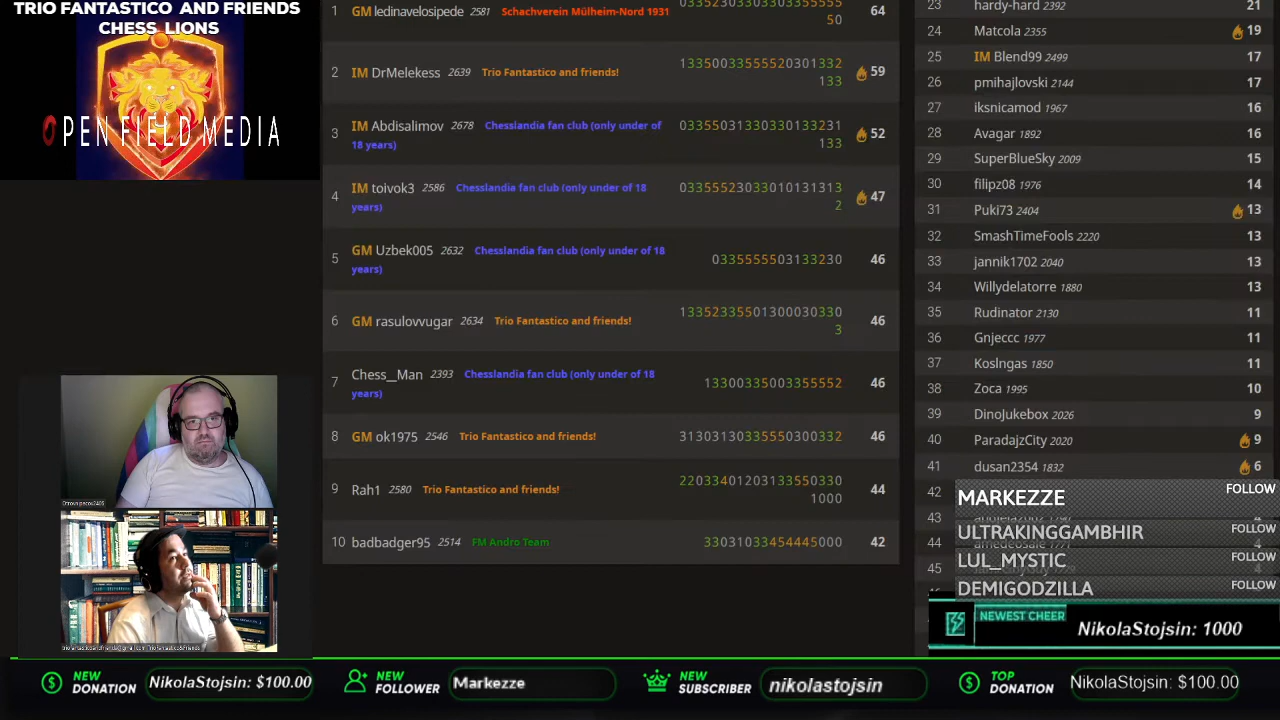 TRIO FANTASTICO AND FRIENDS
CHESS LIONS
OPEN FIELD MEDIA
1 GM ledinavelosipede 2581 Schachverein Mülheim-Nord 1931 64
50
2 IM DrMelekess 2639 Trio Fantastico and friends! 13350033555520301332 59
133
3 IM Abdisalimov 2678 Chesslandia fan club (only under of 03355031330330133231 52
18 years) 133
4 IM toivok3 2586 Chesslandia fan club (only under of 18 03355523033010131313 47
years) 2
5 GM Uzbek005 2632 Chesslandia fan club (only under of 18 0335555503133230 46
years)
6 GM rasulovvugar 2634 Trio Fantastico and friends! 13352335501300030330 46
3
7 Chess__Man 2393 Chesslandia fan club (only under of 18 13300335003355552 46
years)
8 GM ok1975 2546 Trio Fantastico and friends! 31303130335550300332 46
9 Rah1 2580 Trio Fantastico and friends! 22033401203133550330 44
1000
10 badbadger95 2514 FM Andro Team 33031033454445000 42
23 hardy-hard 2392 21
24 Matcola 2355 19
25 IM Blend99 2499 17
26 pmihajlovski 2144 17
27 iksnicamod 1967 16
28 Avagar 1892 16
29 SuperBlueSky 2009 15
30 filipz08 1976 14
31 Puki73 2404 13
32 SmashTimeFools 2220 13
33 jannik1702 2040 13
34 Willydelatorre 1880 13
35 Rudinator 2130 11
36 Gnjeccc 1977 11
37 Koslngas 1850 11
38 Zoca 1995 10
39 DinoJukebox 2026 9
40 ParadajzCity 2020 9
41 dusan2354 1832 6
42
43
44
45
MARKEZZE FOLLOW
ULTRAKINGGAMBHIR FOLLOW
LUL_MYSTIC FOLLOW
DEMIGODZILLA FOLLOW
NEWEST CHEER
NikolaStojsin: 1000
NEW DONATION NikolaStojsin: $100.00
NEW FOLLOWER Markezze
NEW SUBSCRIBER nikolastojsin
TOP DONATION NikolaStojsin: $100.00